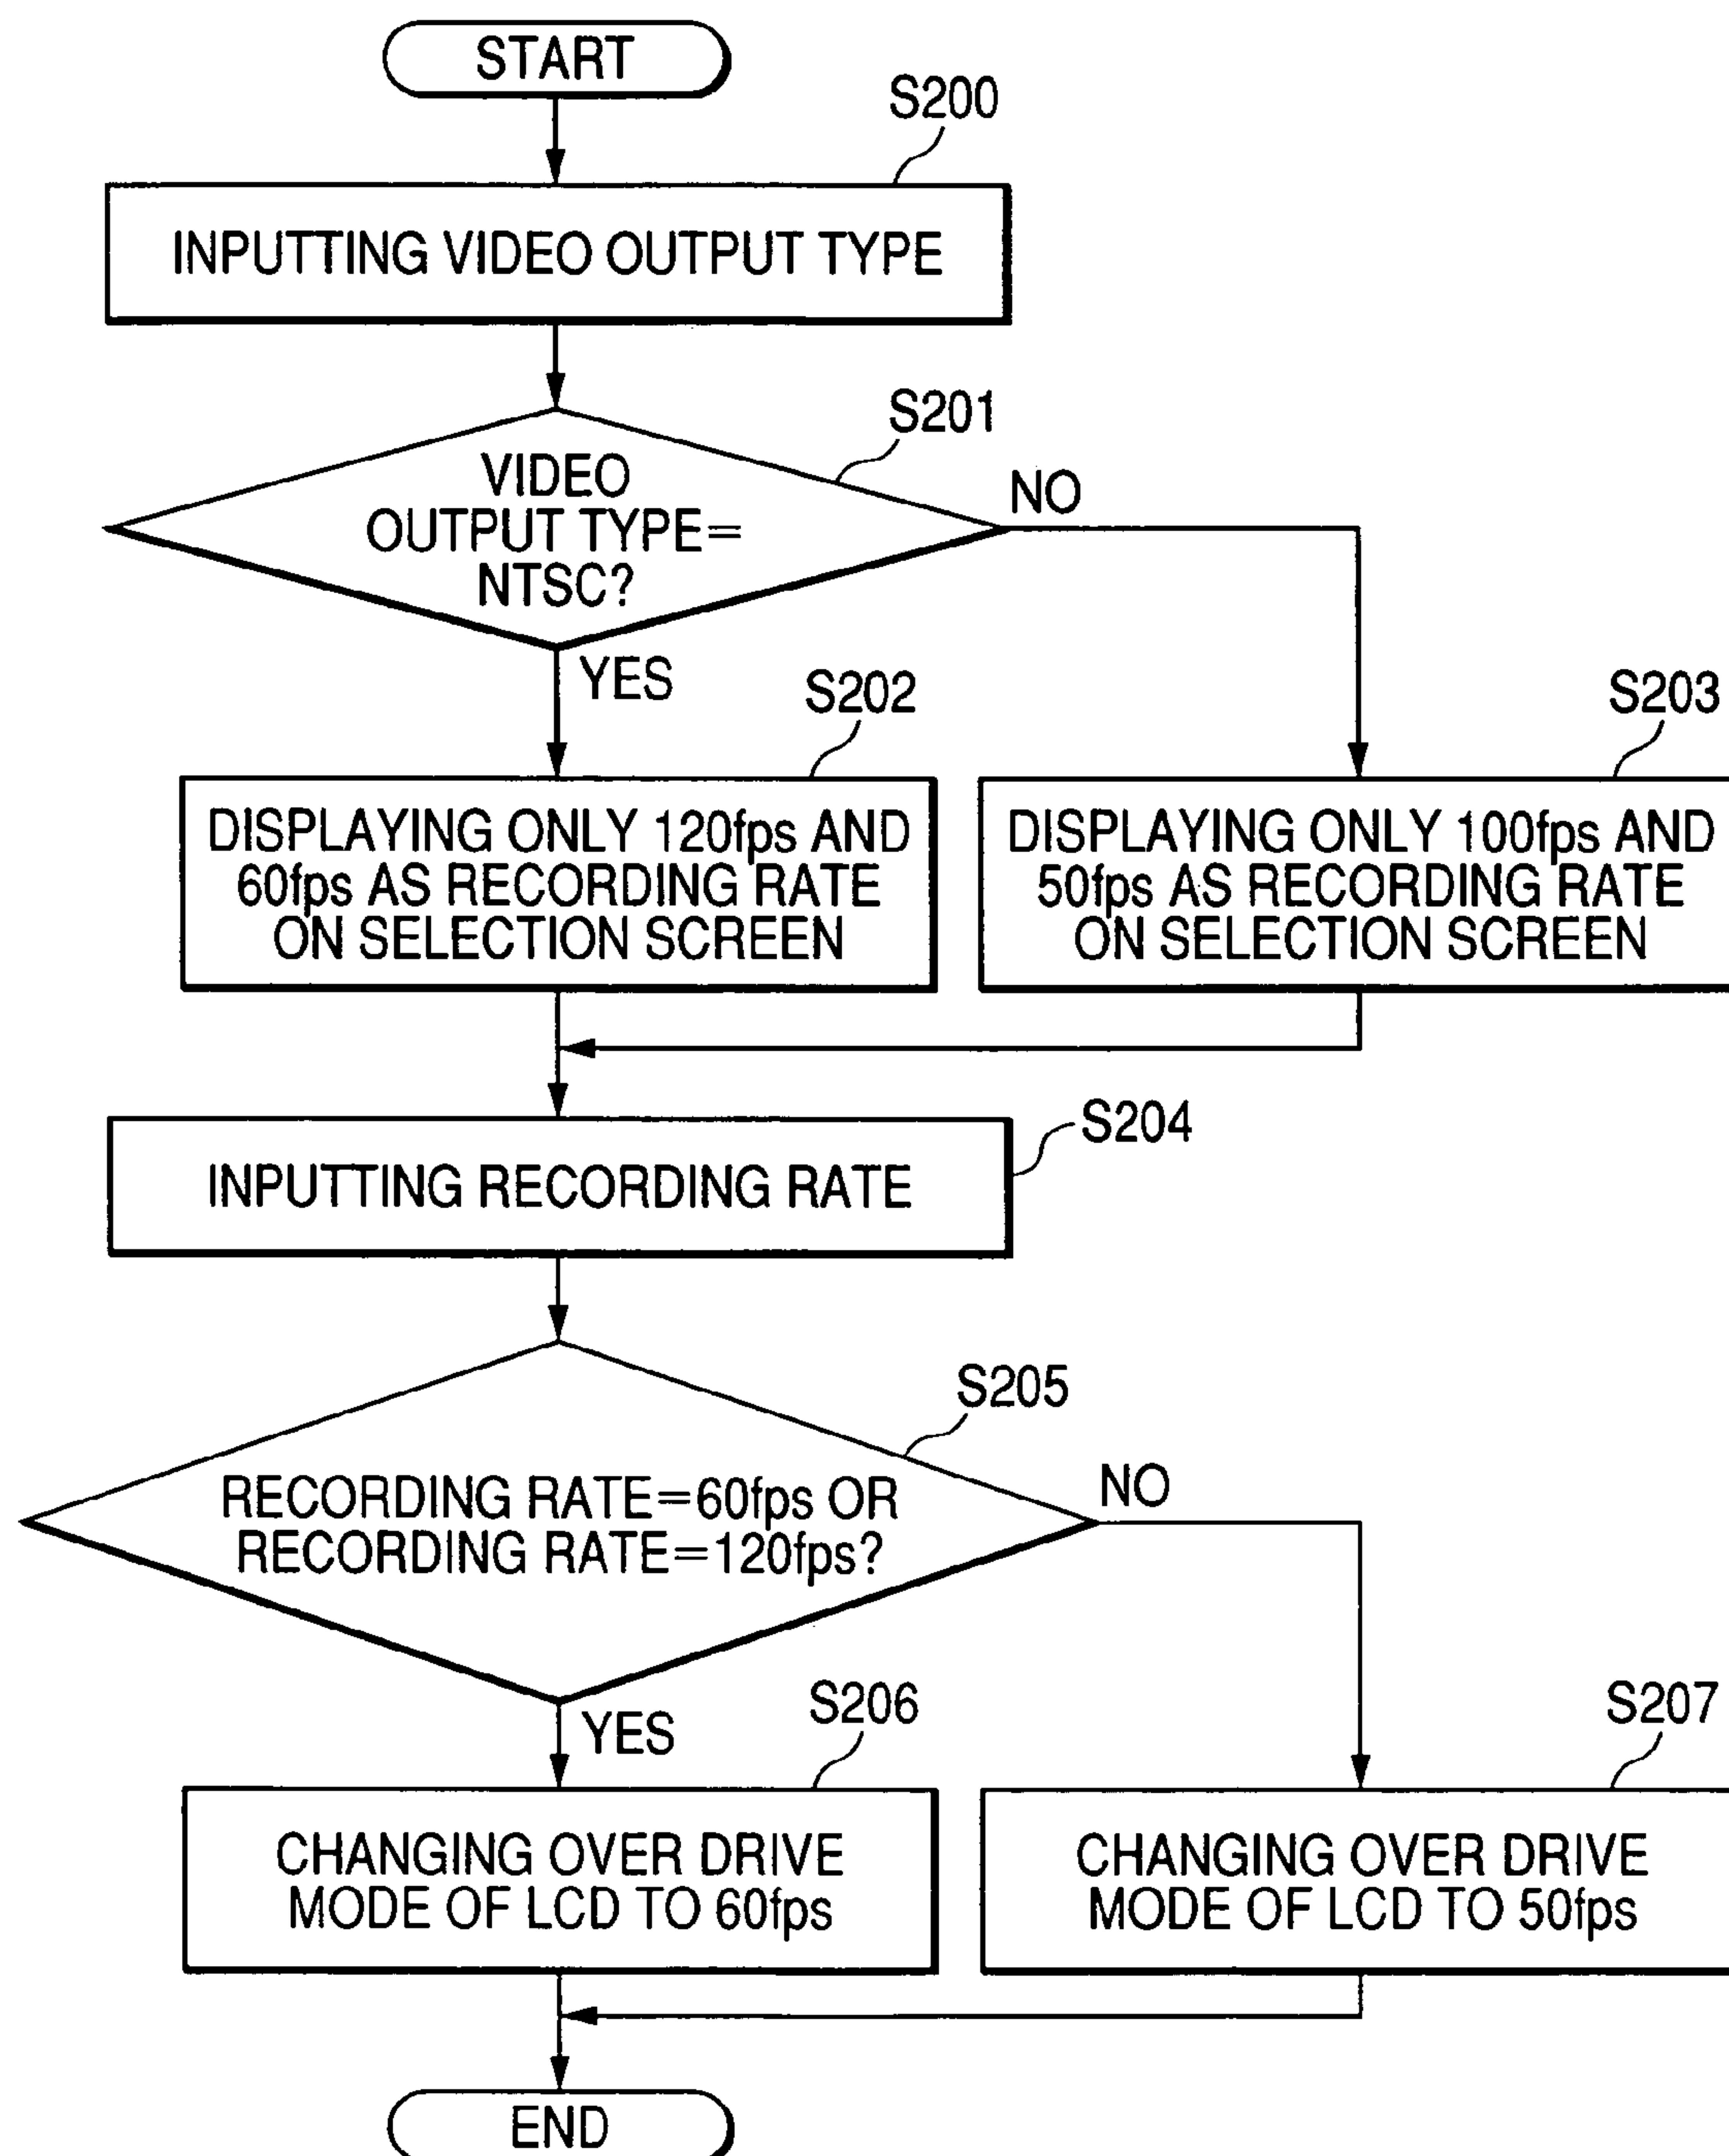 START
S200
INPUTTING VIDEO OUTPUT TYPE
S201
VIDEO
OUTPUT TYPE=
NTSC?
NO
YES
S202
DISPLAYING ONLY 120fps AND
60fps AS RECORDING RATE
ON SELECTION SCREEN
S203
DISPLAYING ONLY 100fps AND
50fps AS RECORDING RATE
ON SELECTION SCREEN
S204
INPUTTING RECORDING RATE
S205
RECORDING RATE=60fps OR
RECORDING RATE=120fps?
NO
YES
S206
CHANGING OVER DRIVE
MODE OF LCD TO 60fps
S207
CHANGING OVER DRIVE
MODE OF LCD TO 50fps
END